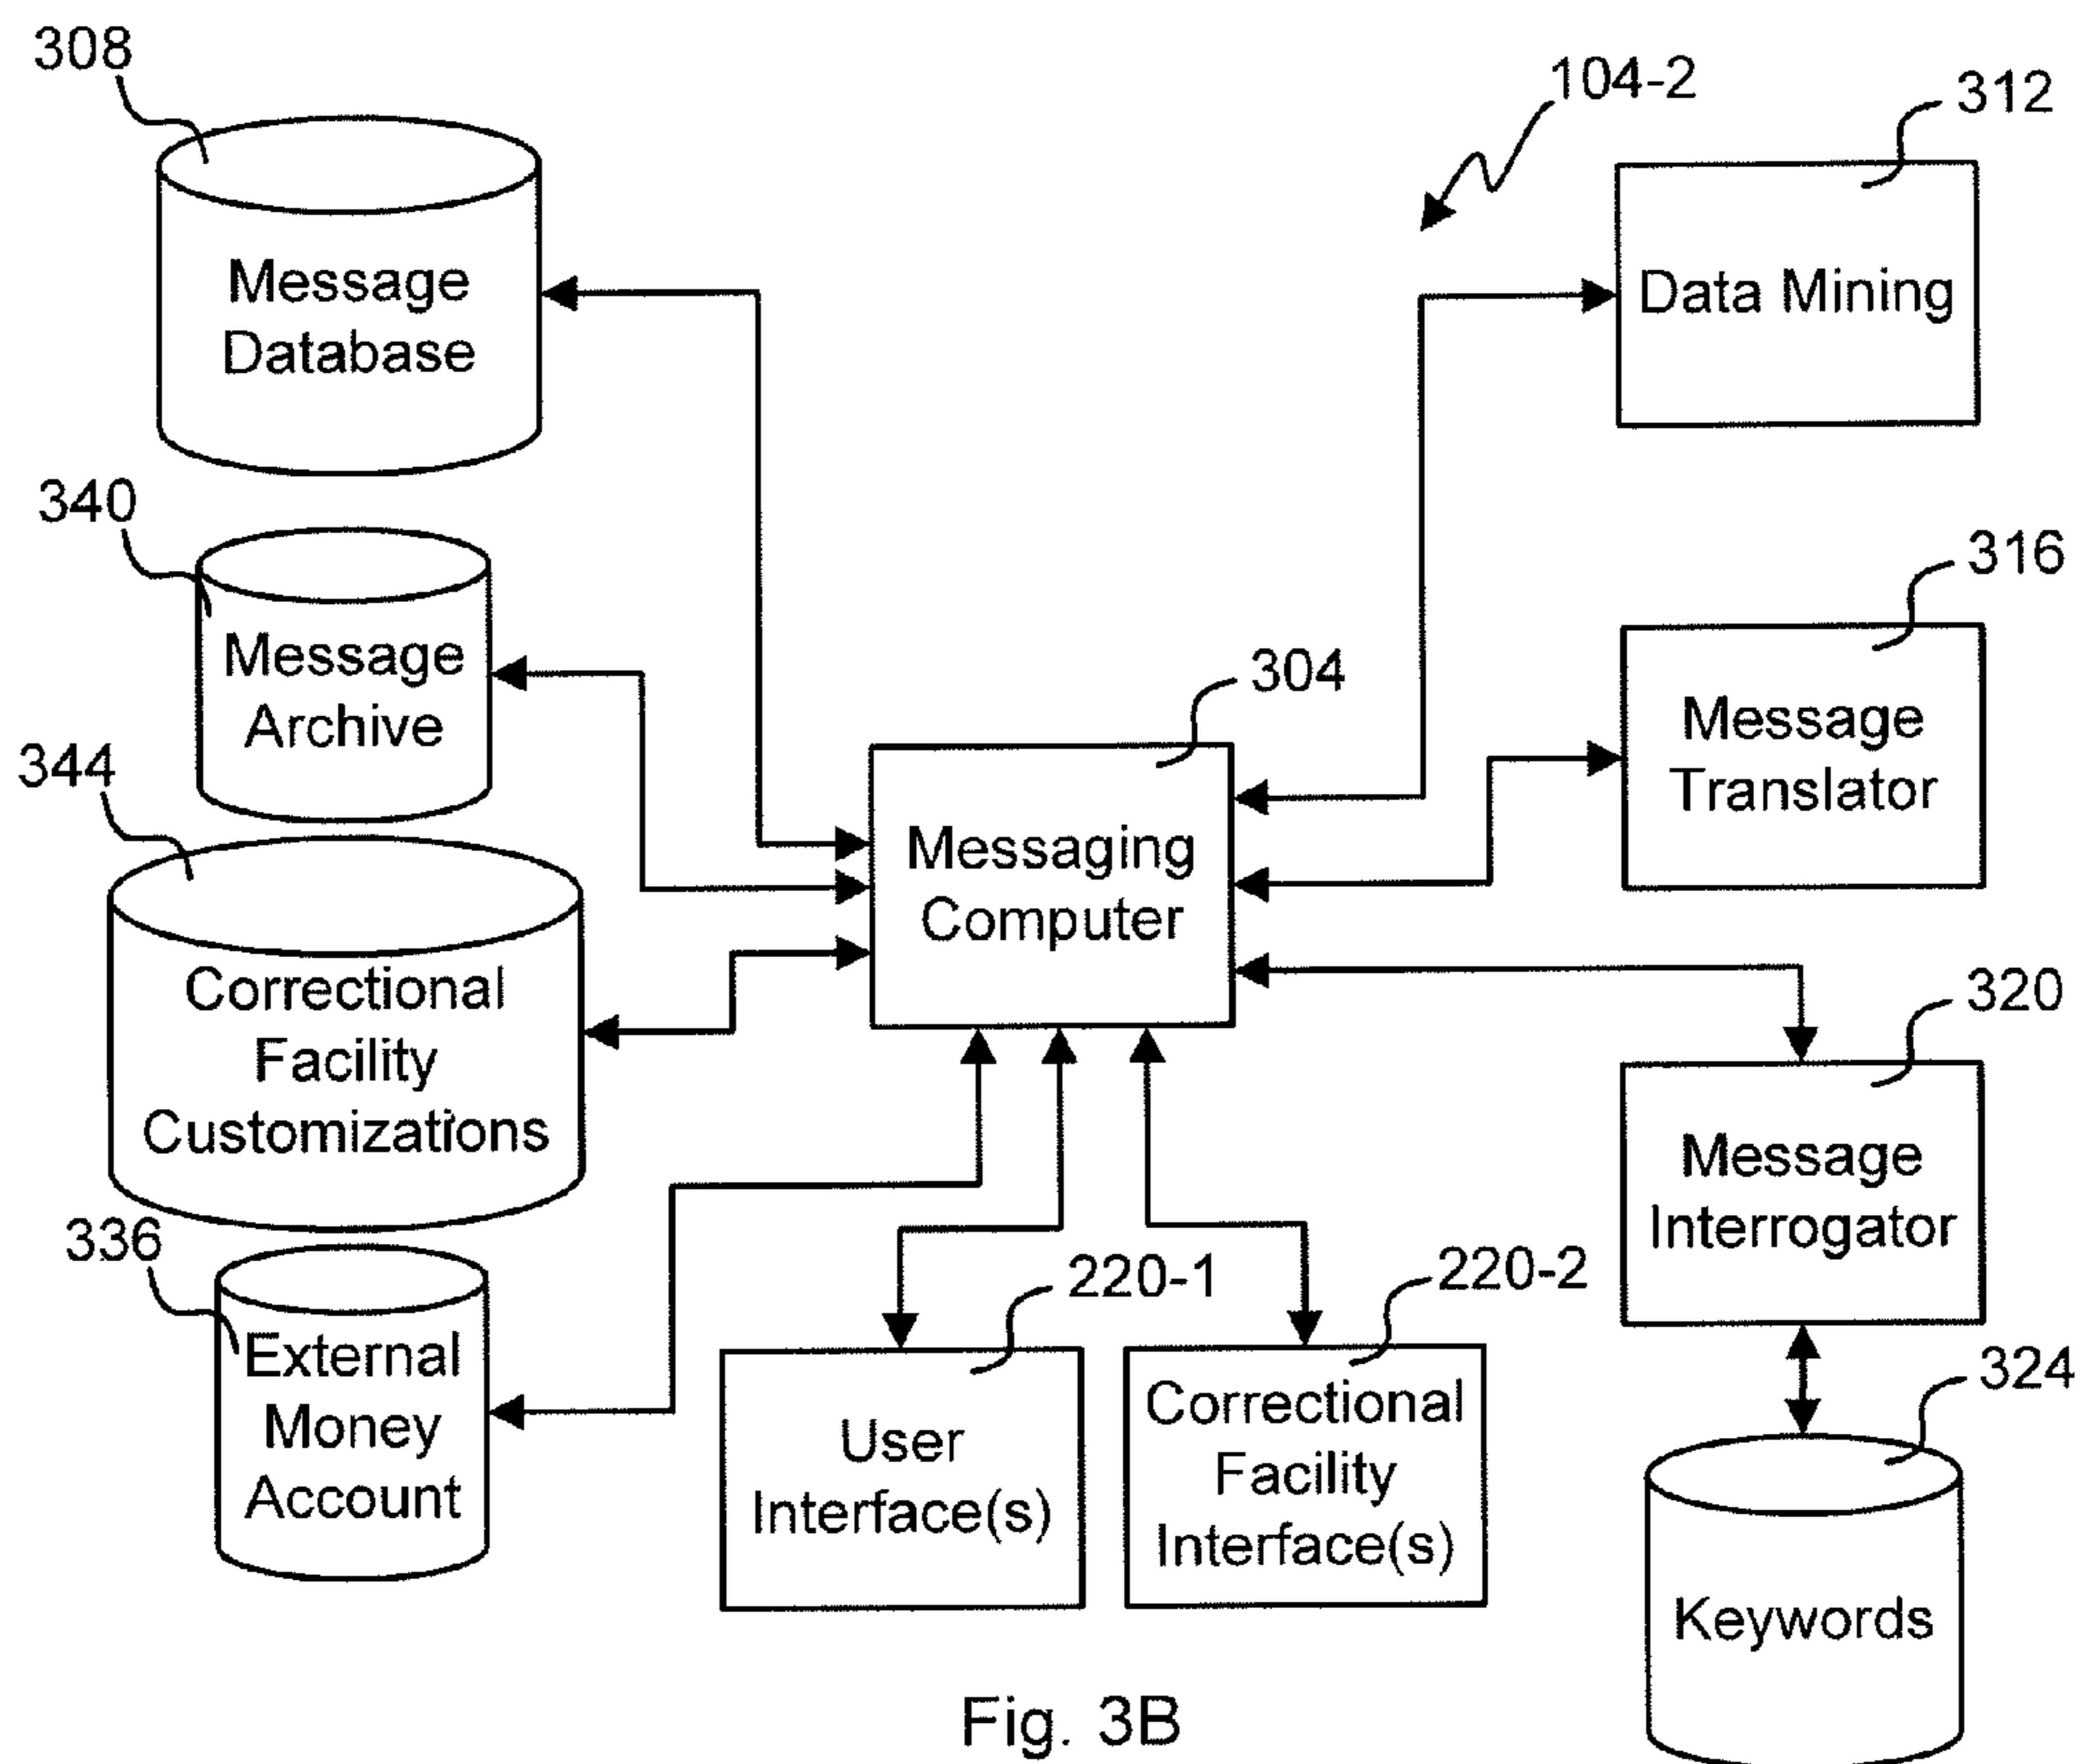 308
Message
Database
104-2
312
Data Mining
340
Message
Archive
304
Messaging
Computer
316
Message
Translator
344
Correctional
Facility
Customizations
320
Message
Interrogator
336
External
Money
Account
220-1
User
Interface(s)
220-2
Correctional
Facility
Interface(s)
324
Keywords
Fig. 3B